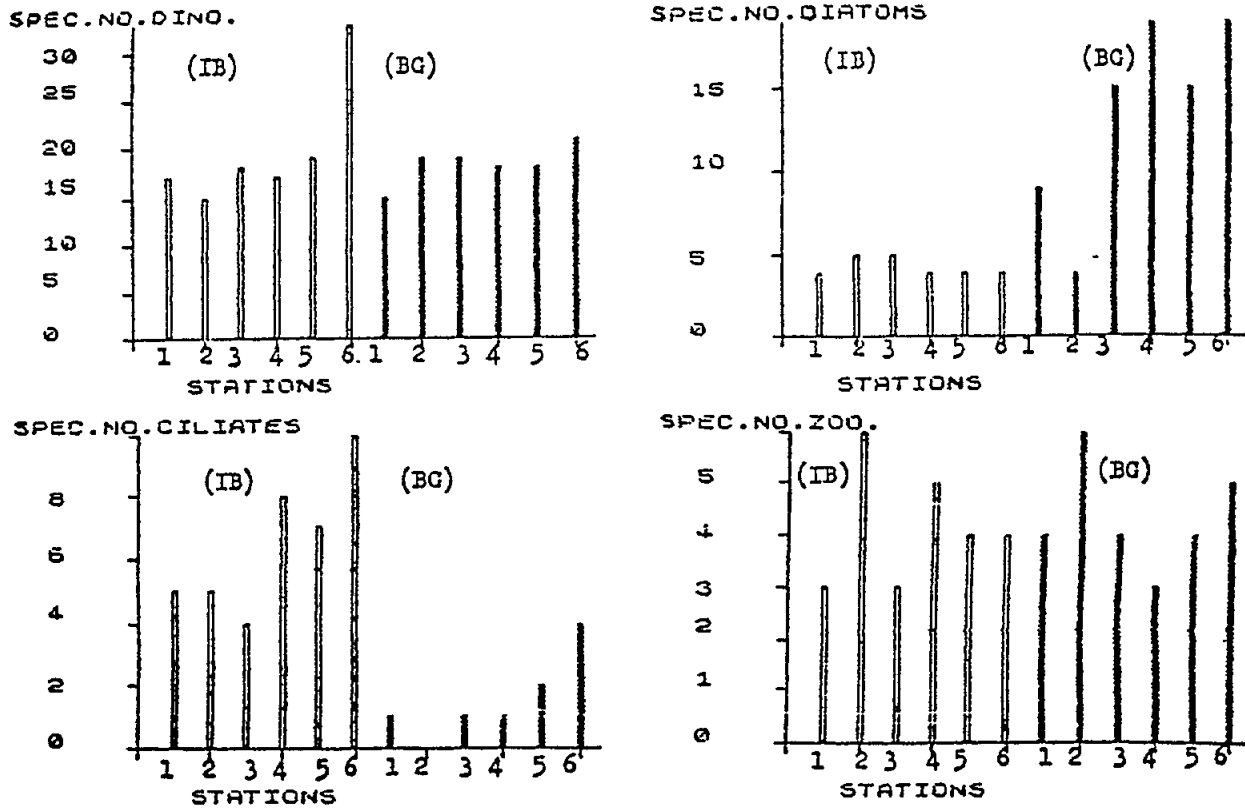 SPEC.NO.DINO.
30
25
20
15
10
5
0
(IB)
(BG)
1 2 3 4 5 6. 1 2 3 4 5 6
STATIONS
SPEC.NO.DIATOMS
15
10
5
0
(IB)
(BG)
1 2 3 4 5 6 1 2 3 4 5 6
STATIONS
SPEC.NO.CILIATES
8
6
4
2
0
(IB)
(BG)
1 2 3 4 5 6 1 2 3 4 5 6
STATIONS
SPEC.NO.ZOO.
5
4
3
2
1
0
(IB)
(BG)
1 2 3 4 5 6 1 2 3 4 5 6
STATIONS